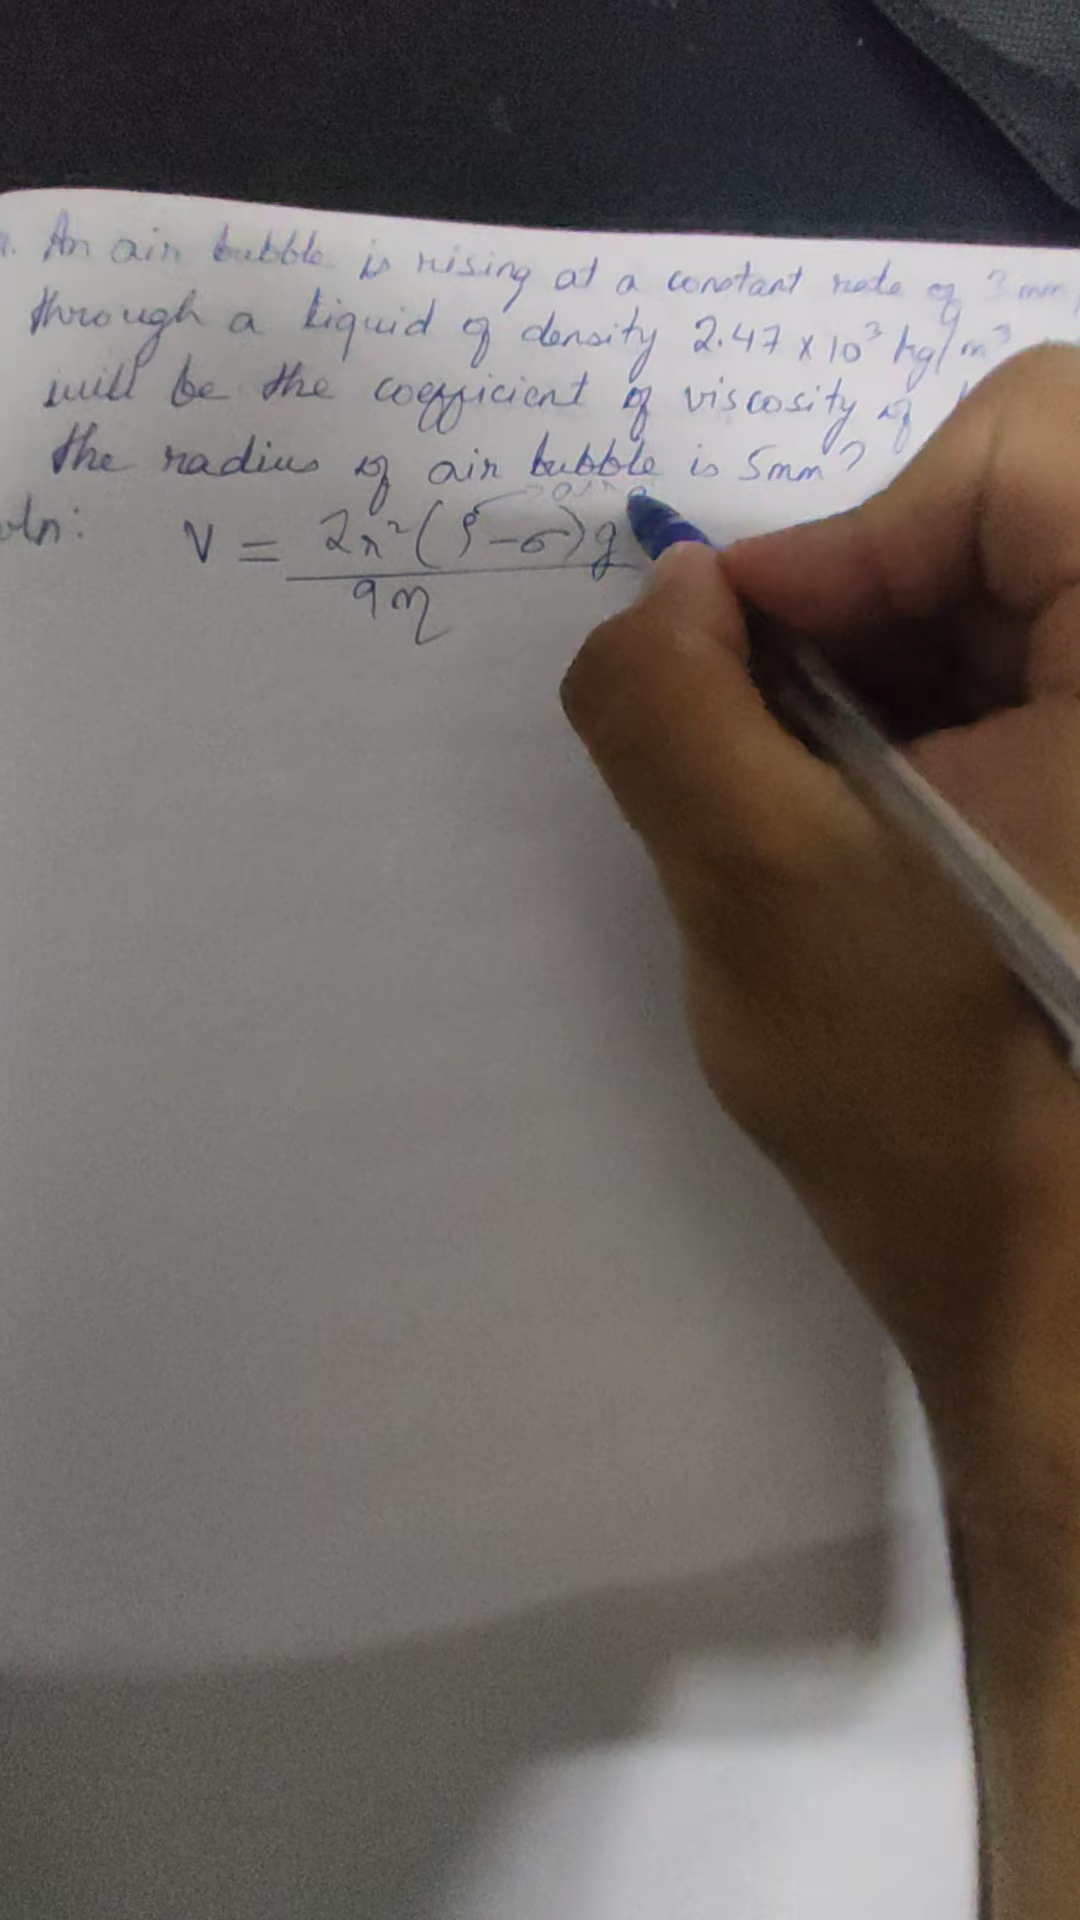 An air bubble is rising at a constant rate of 3 mm
through a liquid of density 2.47 x 10³ kg/m³
will be the coefficient of viscosity of
the radius of air bubble is 5mm?
oln:
V = 2r²(ρ-σ)g
9η